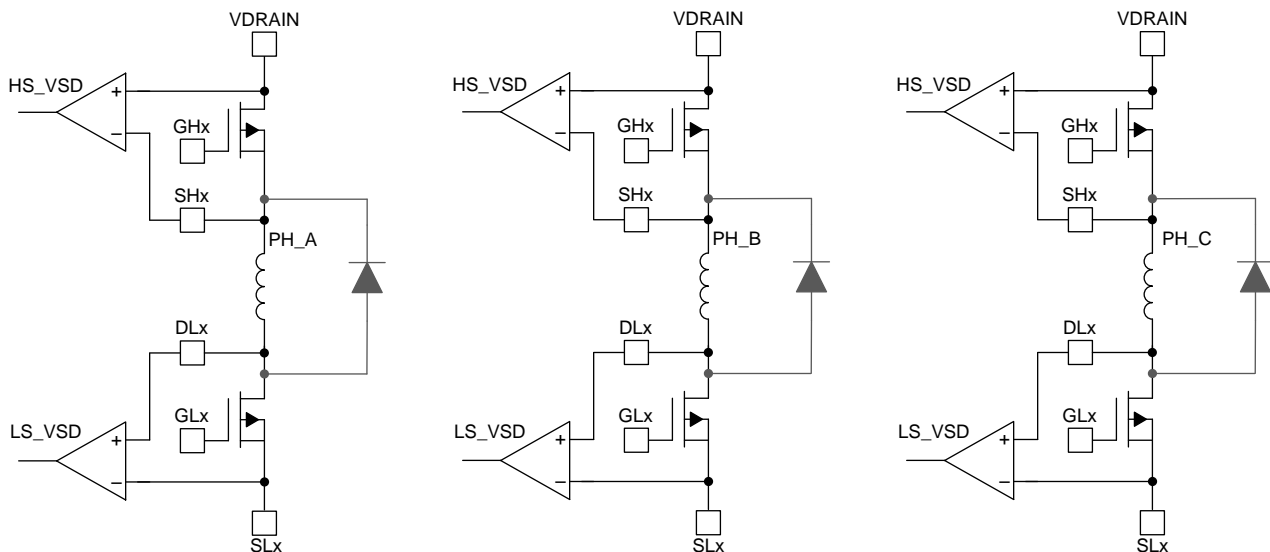 VDRAIN
HS_VSD
+
GHx
−
SHx
PH_A
DLx
GLx
LS_VSD
+
−
SLx
VDRAIN
HS_VSD
+
GHx
−
SHx
PH_B
DLx
GLx
LS_VSD
+
−
SLx
VDRAIN
HS_VSD
+
GHx
−
SHx
PH_C
DLx
GLx
LS_VSD
+
−
SLx